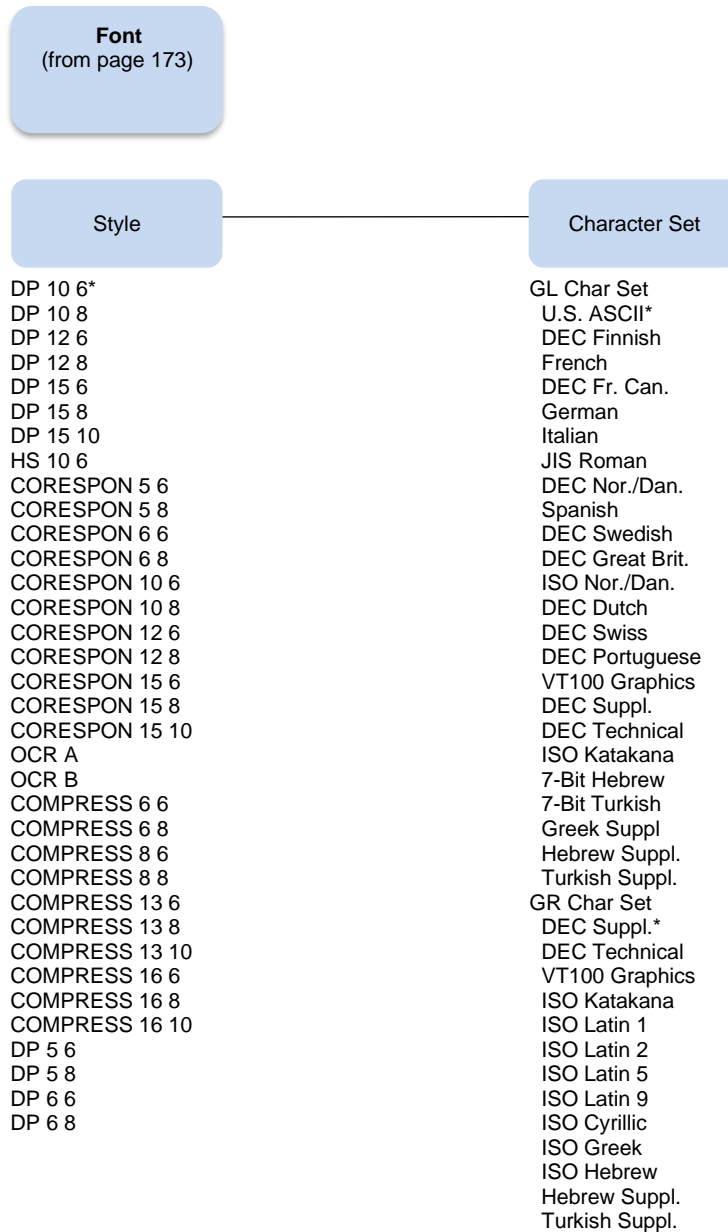 Font
(from page 173)
Style
DP 10 6*
DP 10 8
DP 12 6
DP 12 8
DP 15 6
DP 15 8
DP 15 10
HS 10 6
CORESPON 5 6
CORESPON 5 8
CORESPON 6 6
CORESPON 6 8
CORESPON 10 6
CORESPON 10 8
CORESPON 12 6
CORESPON 12 8
CORESPON 15 6
CORESPON 15 8
CORESPON 15 10
OCR A
OCR B
COMPRESS 6 6
COMPRESS 6 8
COMPRESS 8 6
COMPRESS 8 8
COMPRESS 13 6
COMPRESS 13 8
COMPRESS 13 10
COMPRESS 16 6
COMPRESS 16 8
COMPRESS 16 10
DP 5 6
DP 5 8
DP 6 6
DP 6 8
Character Set
GL Char Set
U.S. ASCII*
DEC Finnish
French
DEC Fr. Can.
German
Italian
JIS Roman
DEC Nor./Dan.
Spanish
DEC Swedish
DEC Great Brit.
ISO Nor./Dan.
DEC Dutch
DEC Swiss
DEC Portuguese
VT100 Graphics
DEC Suppl.
DEC Technical
ISO Katakana
7-Bit Hebrew
7-Bit Turkish
Greek Suppl
Hebrew Suppl.
Turkish Suppl.
GR Char Set
DEC Suppl.*
DEC Technical
VT100 Graphics
ISO Katakana
ISO Latin 1
ISO Latin 2
ISO Latin 5
ISO Latin 9
ISO Cyrillic
ISO Greek
ISO Hebrew
Hebrew Suppl.
Turkish Suppl.